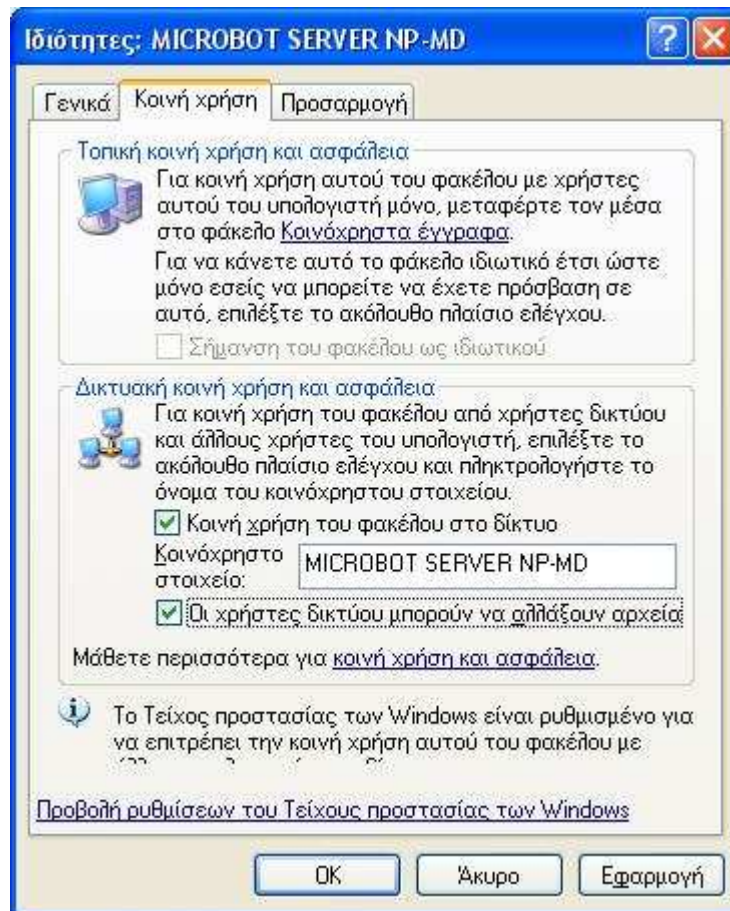 Ιδιότητες: MICROBOT SERVER NP-MD
Γενικά Κοινή χρήση Προσαρμογή
Τοπική κοινή χρήση και ασφάλεια
Για κοινή χρήση αυτού του φακέλου με χρήστες
αυτού του υπολογιστή μόνο, μεταφέρτε τον μέσα
στο φάκελο Κοινόχρηστα έγγραφα.
Για να κάνετε αυτό το φάκελο ιδιωτικό έτσι ώστε
μόνο εσείς να μπορείτε να έχετε πρόσβαση σε
αυτό, επιλέξτε το ακόλουθο πλαίσιο ελέγχου.
Σήμανση του φακέλου ως ιδιωτικού
Δικτυακή κοινή χρήση και ασφάλεια
Για κοινή χρήση του φακέλου από χρήστες δικτύου
και άλλους χρήστες του υπολογιστή, επιλέξτε το
ακόλουθο πλαίσιο ελέγχου και πληκτρολογήστε το
όνομα του κοινόχρηστου στοιχείου.
Κοινή χρήση του φακέλου στο δίκτυο
Κοινόχρηστο
στοιχείο:
MICROBOT SERVER NP-MD
Οι χρήστες δικτύου μπορούν να αλλάξουν αρχεία
Μάθετε περισσότερα για κοινή χρήση και ασφάλεια.
Το Τείχος προστασίας των Windows είναι ρυθμισμένο για
να επιτρέπει την κοινή χρήση αυτού του φακέλου με
Προβολή ρυθμίσεων του Τείχους προστασίας των Windows
OK Άκυρο Εφαρμογή